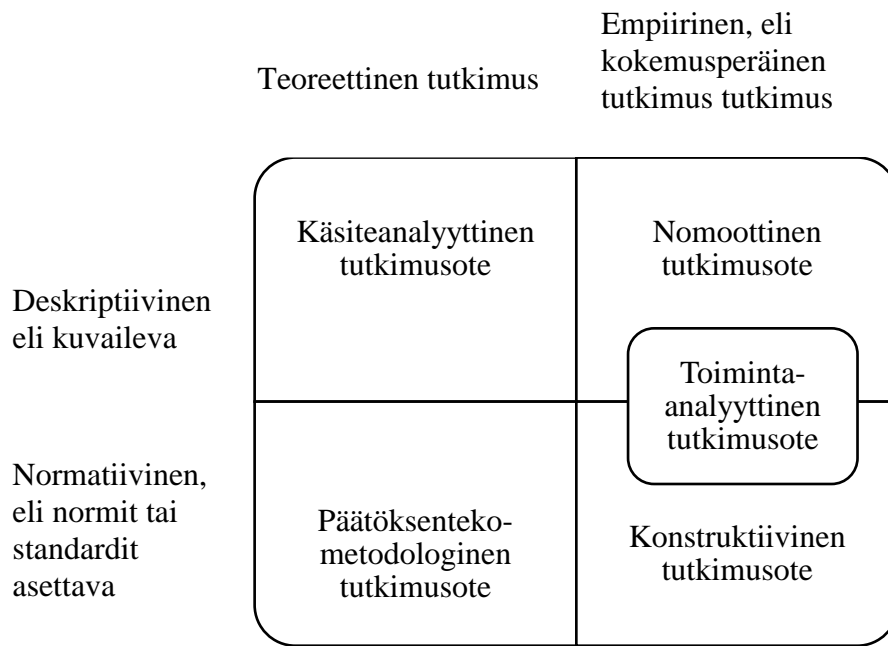 Teoreettinen tutkimus
Empiirinen, eli
kokemusperäinen
tutkimus tutkimus
Deskriptiivinen
eli kuvaileva
Käsiteanalyyttinen
tutkimusote
Nomoottinen
tutkimusote
Toiminta-
analyyttinen
tutkimusote
Normatiivinen,
eli normit tai
standardit
asettava
Päätöksenteko-
metodologinen
tutkimusote
Konstruktiivinen
tutkimusote